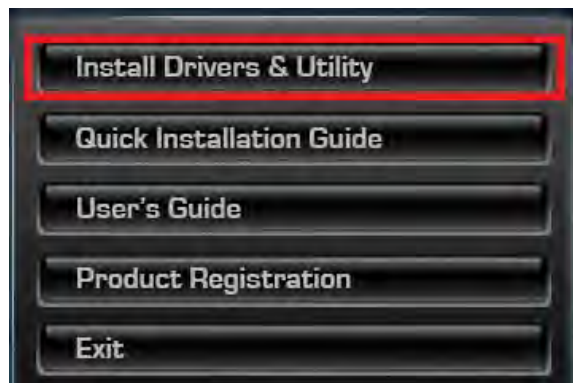 Install Drivers & Utility
Quick Installation Guide
User's Guide
Product Registration
Exit